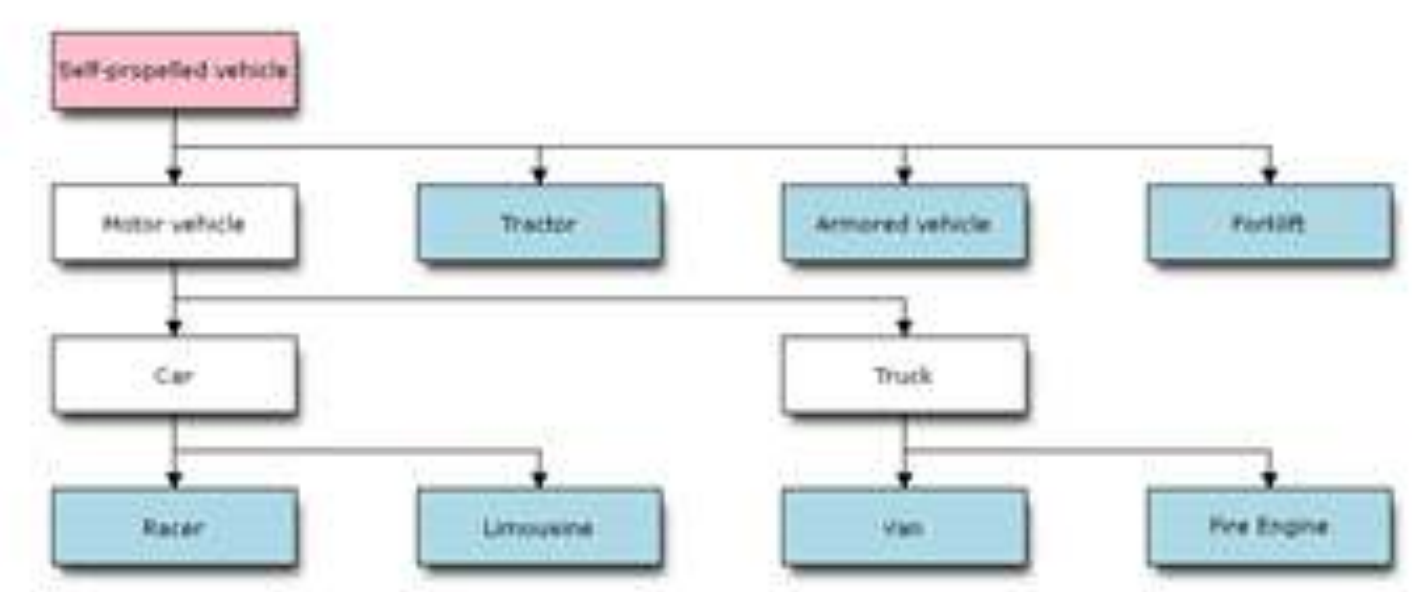 Self-propelled vehicle
Motor vehicle
Tractor
Armored vehicle
Forklift
Car
Truck
Racer
Limousine
Van
Fire Engine